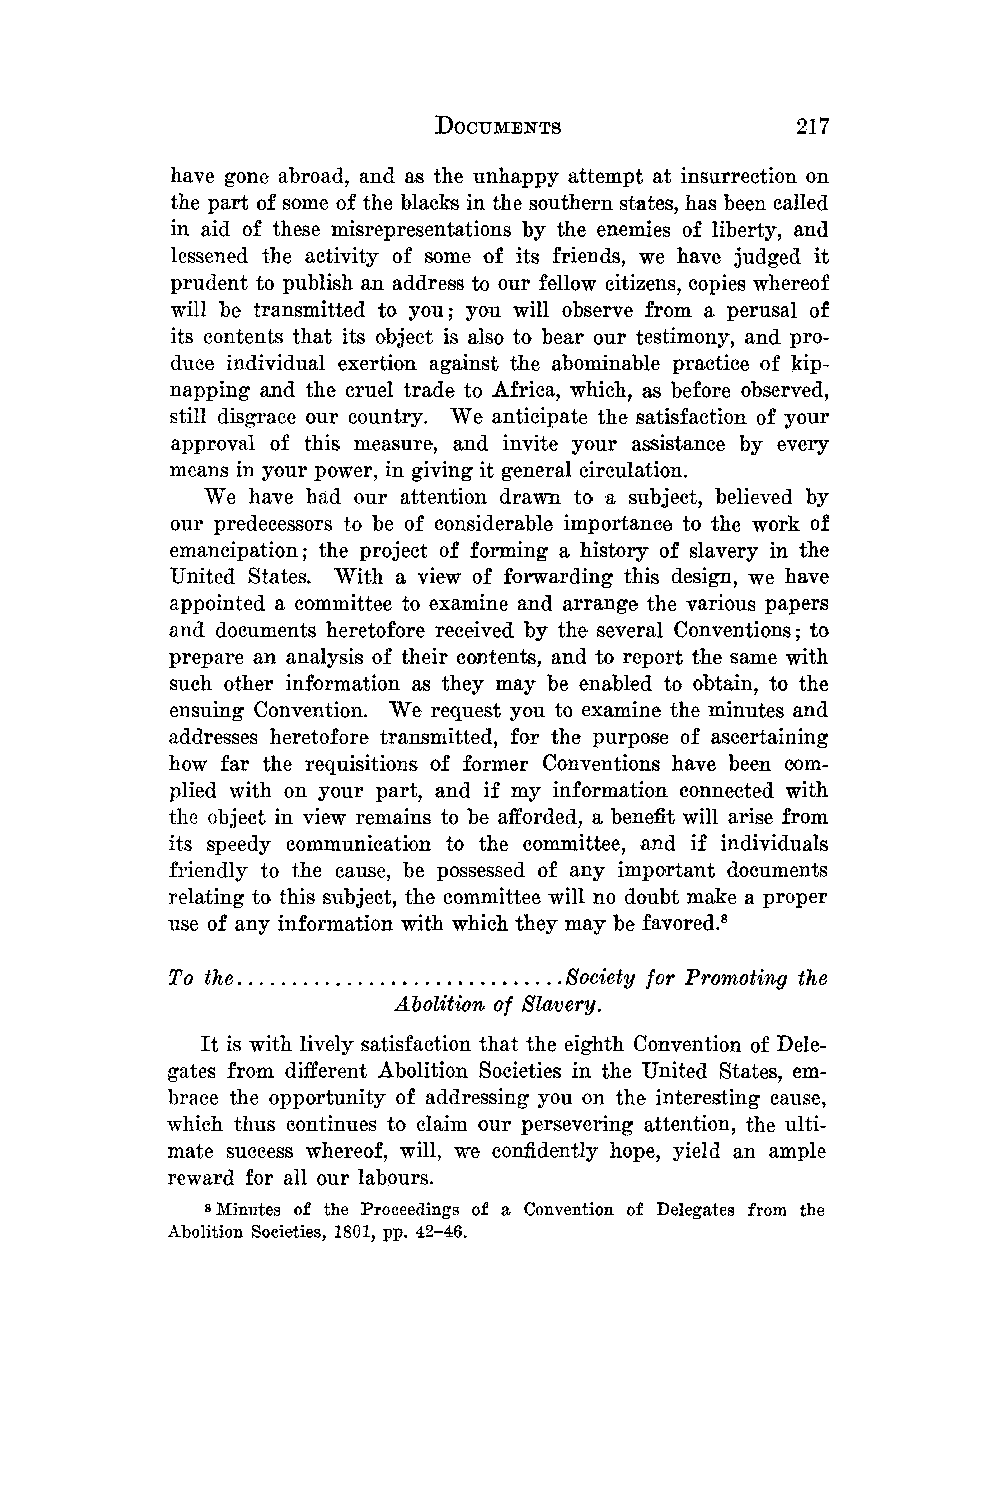 DOCUMENTS 217
have gone abroad, and as the unhappy attempt at insurrection on
the part of some of the blacks in the southern states, has been called
in aid of these misrepresentations by the enemies of liberty, and
lessened the activity of some of its friends, we have judged it
prudent to publish an address to our fellow citizens, copies whereof
will be transmitted to you; you will observe from a perusal of
its contents that its object is also to bear our testimony, and pro-
duce individual exertion against the abominable practice of kip-
napping and the cruel trade to Africa, which, as before observed,
still disgrace our country. We anticipate the satisfaction of your
approval of this measure, and invite your assistance by every
means in your power, in giving it general circulation.
We have had our attention drawn to a subject, believed by
our predecessors to be of considerable importance to the work of
emancipation; the project of forming a history of slavery in the
United States. With a view of forwarding this design, we have
appointed a committee to examine and arrange the various papers
and documents heretofore received by the several Conventions; to
prepare an analysis of their contents, and to report the same with
such other information as they may be enabled to obtain, to the
ensuing Convention. We request you to examine the minutes and
addresses heretofore transmitted, for the purpose of ascertaining
how far the requisitions of former Conventions have been com-
plied with on your part, and if my information connected with
the object in view remains to be afforded, a benefit will arise from
its speedy communication to the committee, and if individuals
friendly to the cause, be possessed of any important documents
relating to this subject, the committee will no doubt make a proper
use of any information with which they may be favored.⁸
To the..............................Society for Promoting the
Abolition of Slavery.
It is with lively satisfaction that the eighth Convention of Dele-
gates from different Abolition Societies in the United States, em-
brace the opportunity of addressing you on the interesting cause,
which thus continues to claim our persevering attention, the ulti-
mate success whereof, will, we confidently hope, yield an ample
reward for all our labours.
⁸ Minutes of the Proceedings of a Convention of Delegates from the
Abolition Societies, 1801, pp. 42–46.